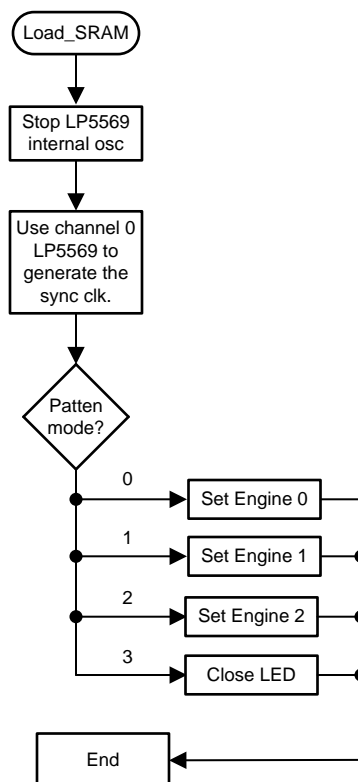 Load_SRAM
Stop LP5569
internal osc
Use channel 0
LP5569 to
generate the
sync clk.
Patten
mode?
0
Set Engine 0
1
Set Engine 1
2
Set Engine 2
3
Close LED
End